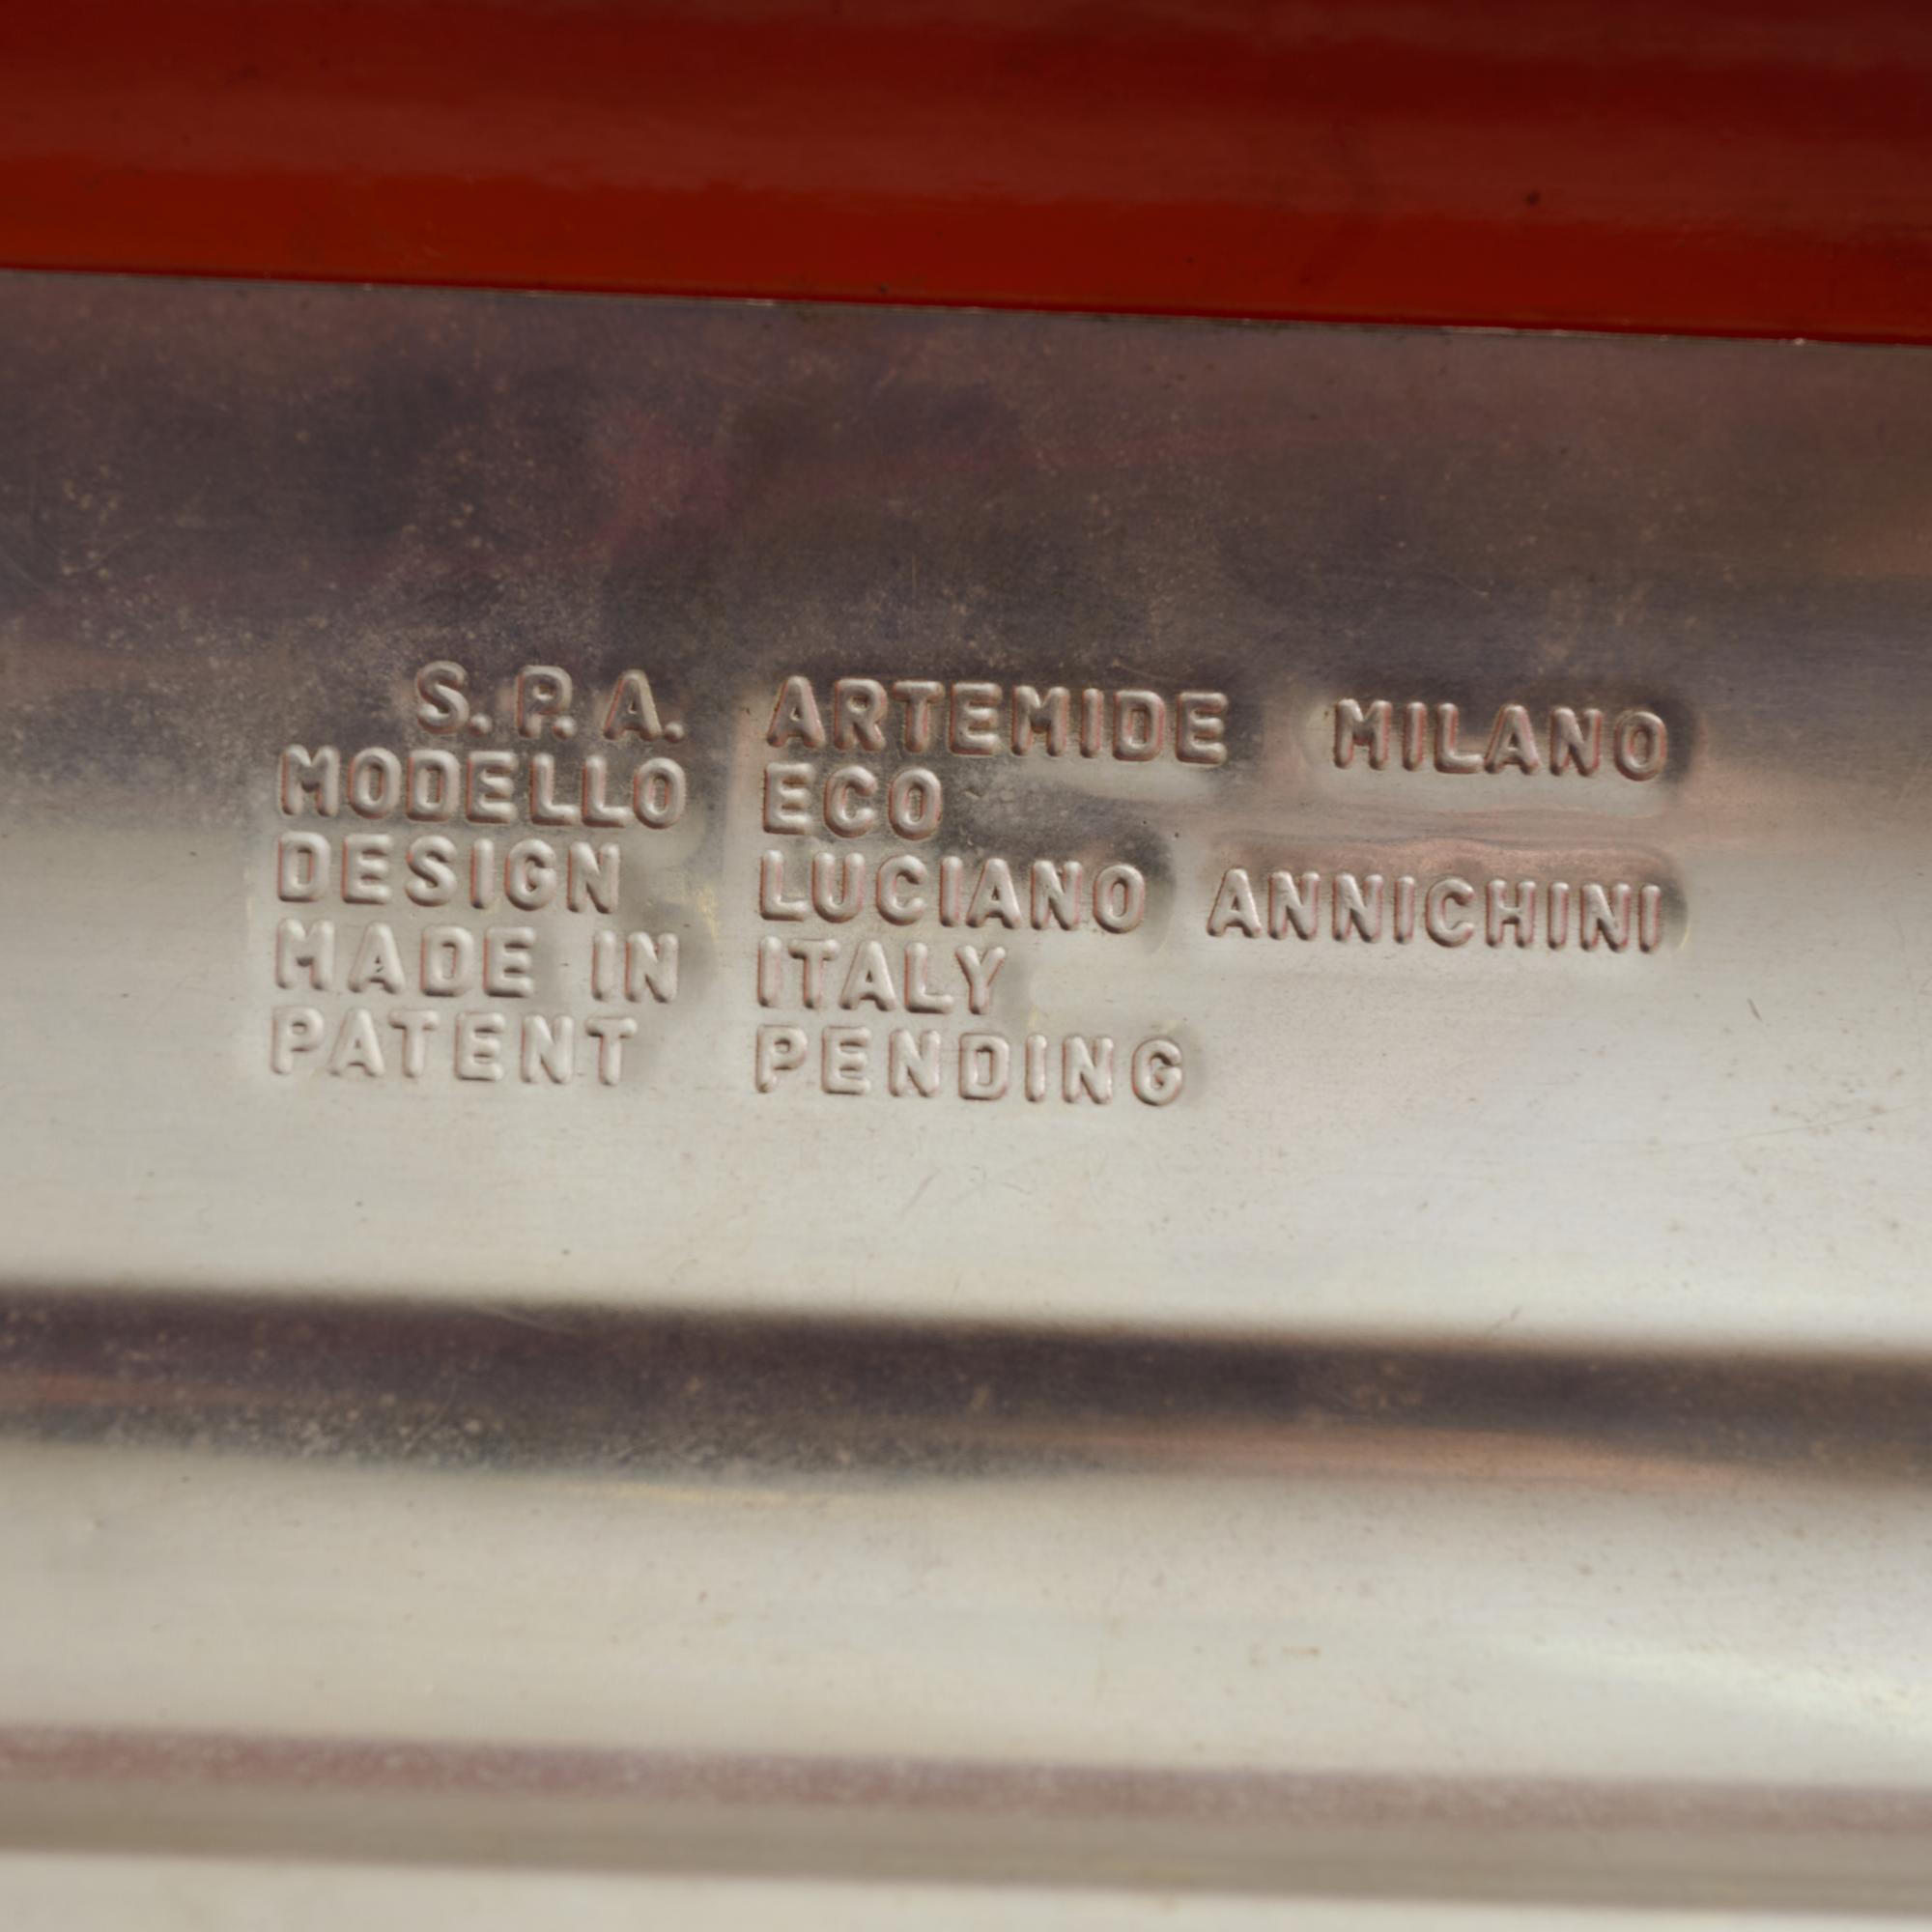 S.P.A. ARTEMIDE MILANO
MODELLO ECO
DESIGN LUCIANO ANNICHINI
MADE IN ITALY
PATENT PENDING